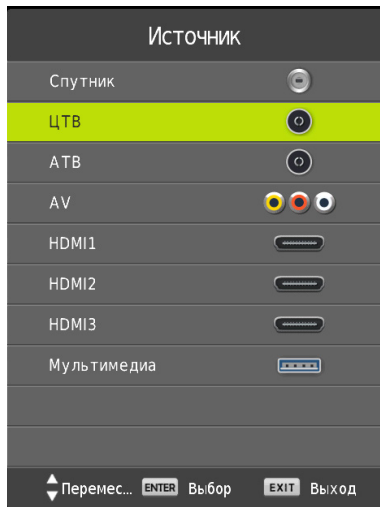 Источник
Спутник
ЦТВ
АТВ
AV
HDMI1
HDMI2
HDMI3
Мультимедиа
Перемес... ENTER Выбор EXIT Выход